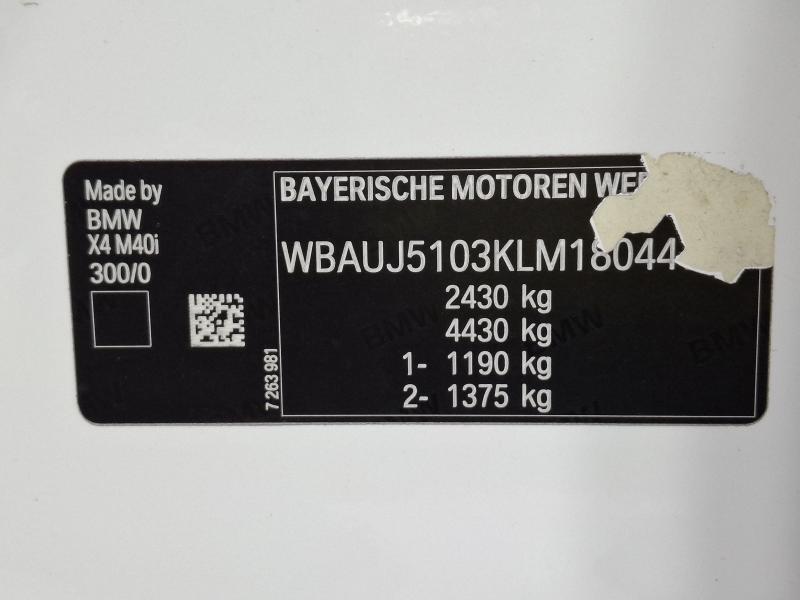 Made by
BMW
X4 M40i
300/0
7 263 981
BAYERISCHE MOTOREN
WBAUJ5103KLM18044
2430 kg
4430 kg
1- 1190 kg
2- 1375 kg